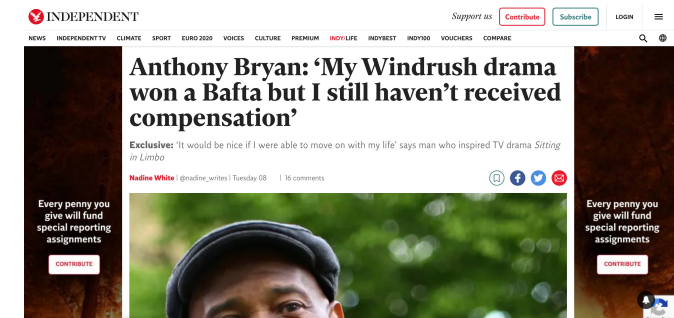 INDEPENDENT
Support us Contribute Subscribe LOGIN
NEWS INDEPENDENT TV CLIMATE SPORT EURO 2020 VOICES CULTURE PREMIUM INDY/LIFE INDYBEST INDY100 VOUCHERS COMPARE
Anthony Bryan: ‘My Windrush drama
won a Bafta but I still haven’t received
compensation’
Exclusive: ‘It would be nice if I were able to move on with my life’ says man who inspired TV drama Sitting
in Limbo
Nadine White | @nadine_writes | Tuesday 08 | 16 comments
Every penny you
give will fund
special reporting
assignments
CONTRIBUTE
Every penny you
give will fund
special reporting
assignments
CONTRIBUTE